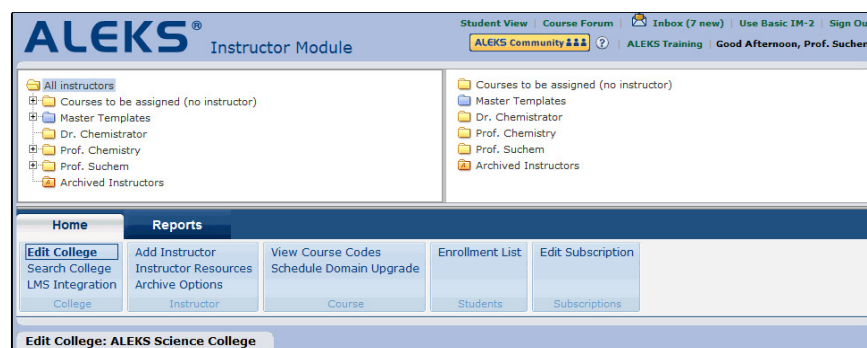 Student View | Course Forum | Inbox (7 new) | Use Basic IM-2 | Sign Ou
ALEKS® Instructor Module
ALEKS Community ? | ALEKS Training | Good Afternoon, Prof. Suchem
All instructors
Courses to be assigned (no instructor)
Master Templates
Dr. Chemistrator
Prof. Chemistry
Prof. Suchem
Archived Instructors
Courses to be assigned (no instructor)
Master Templates
Dr. Chemistrator
Prof. Chemistry
Prof. Suchem
Archived Instructors
Home Reports
Edit College
Search College
LMS Integration
College
Add Instructor
Instructor Resources
Archive Options
Instructor
View Course Codes
Schedule Domain Upgrade
Course
Enrollment List
Students
Edit Subscription
Subscriptions
Edit College: ALEKS Science College